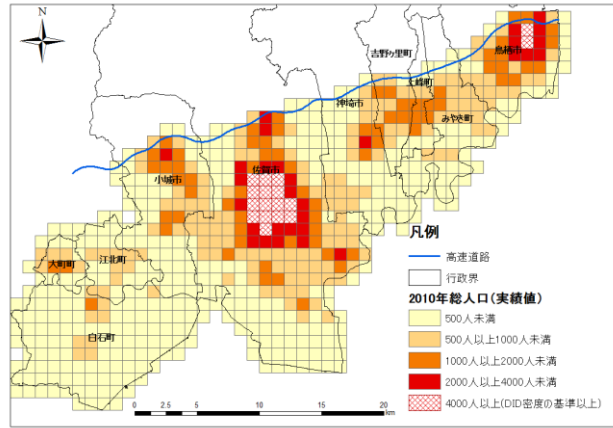 N
鳥栖市
吉野ヶ里町
上峰町
神埼市
みやき町
佐賀市
小城市
江北町
大町町
白石町
凡例
高速道路
行政界
2010年総人口(実績値)
500人未満
500人以上1000人未満
1000人以上2000人未満
2000人以上4000人未満
4000人以上(DID密度の基準以上)
0 2.5 5 10 15 20
km